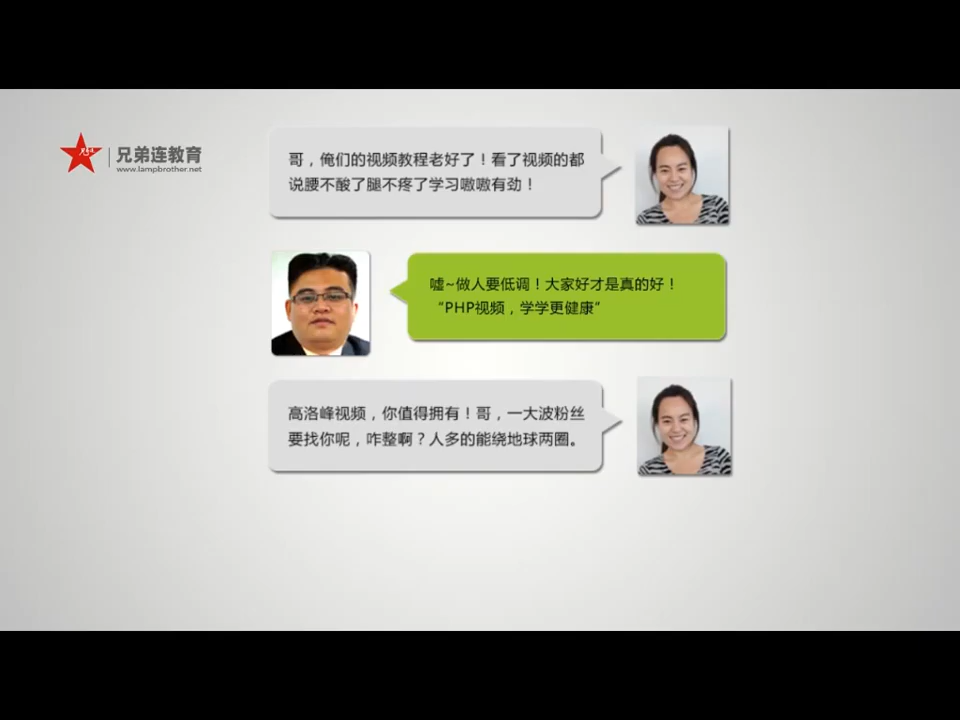 兄弟连教育
www.lampbrother.net
哥，俺们的视频教程老好了！看了视频的都
说腰不酸了腿不疼了学习嗷嗷有劲！
嘘~做人要低调！大家好才是真的好！
“PHP视频，学学更健康”
高洛峰视频，你值得拥有！哥，一大波粉丝
要找你呢，咋整啊？人多的能绕地球两圈。